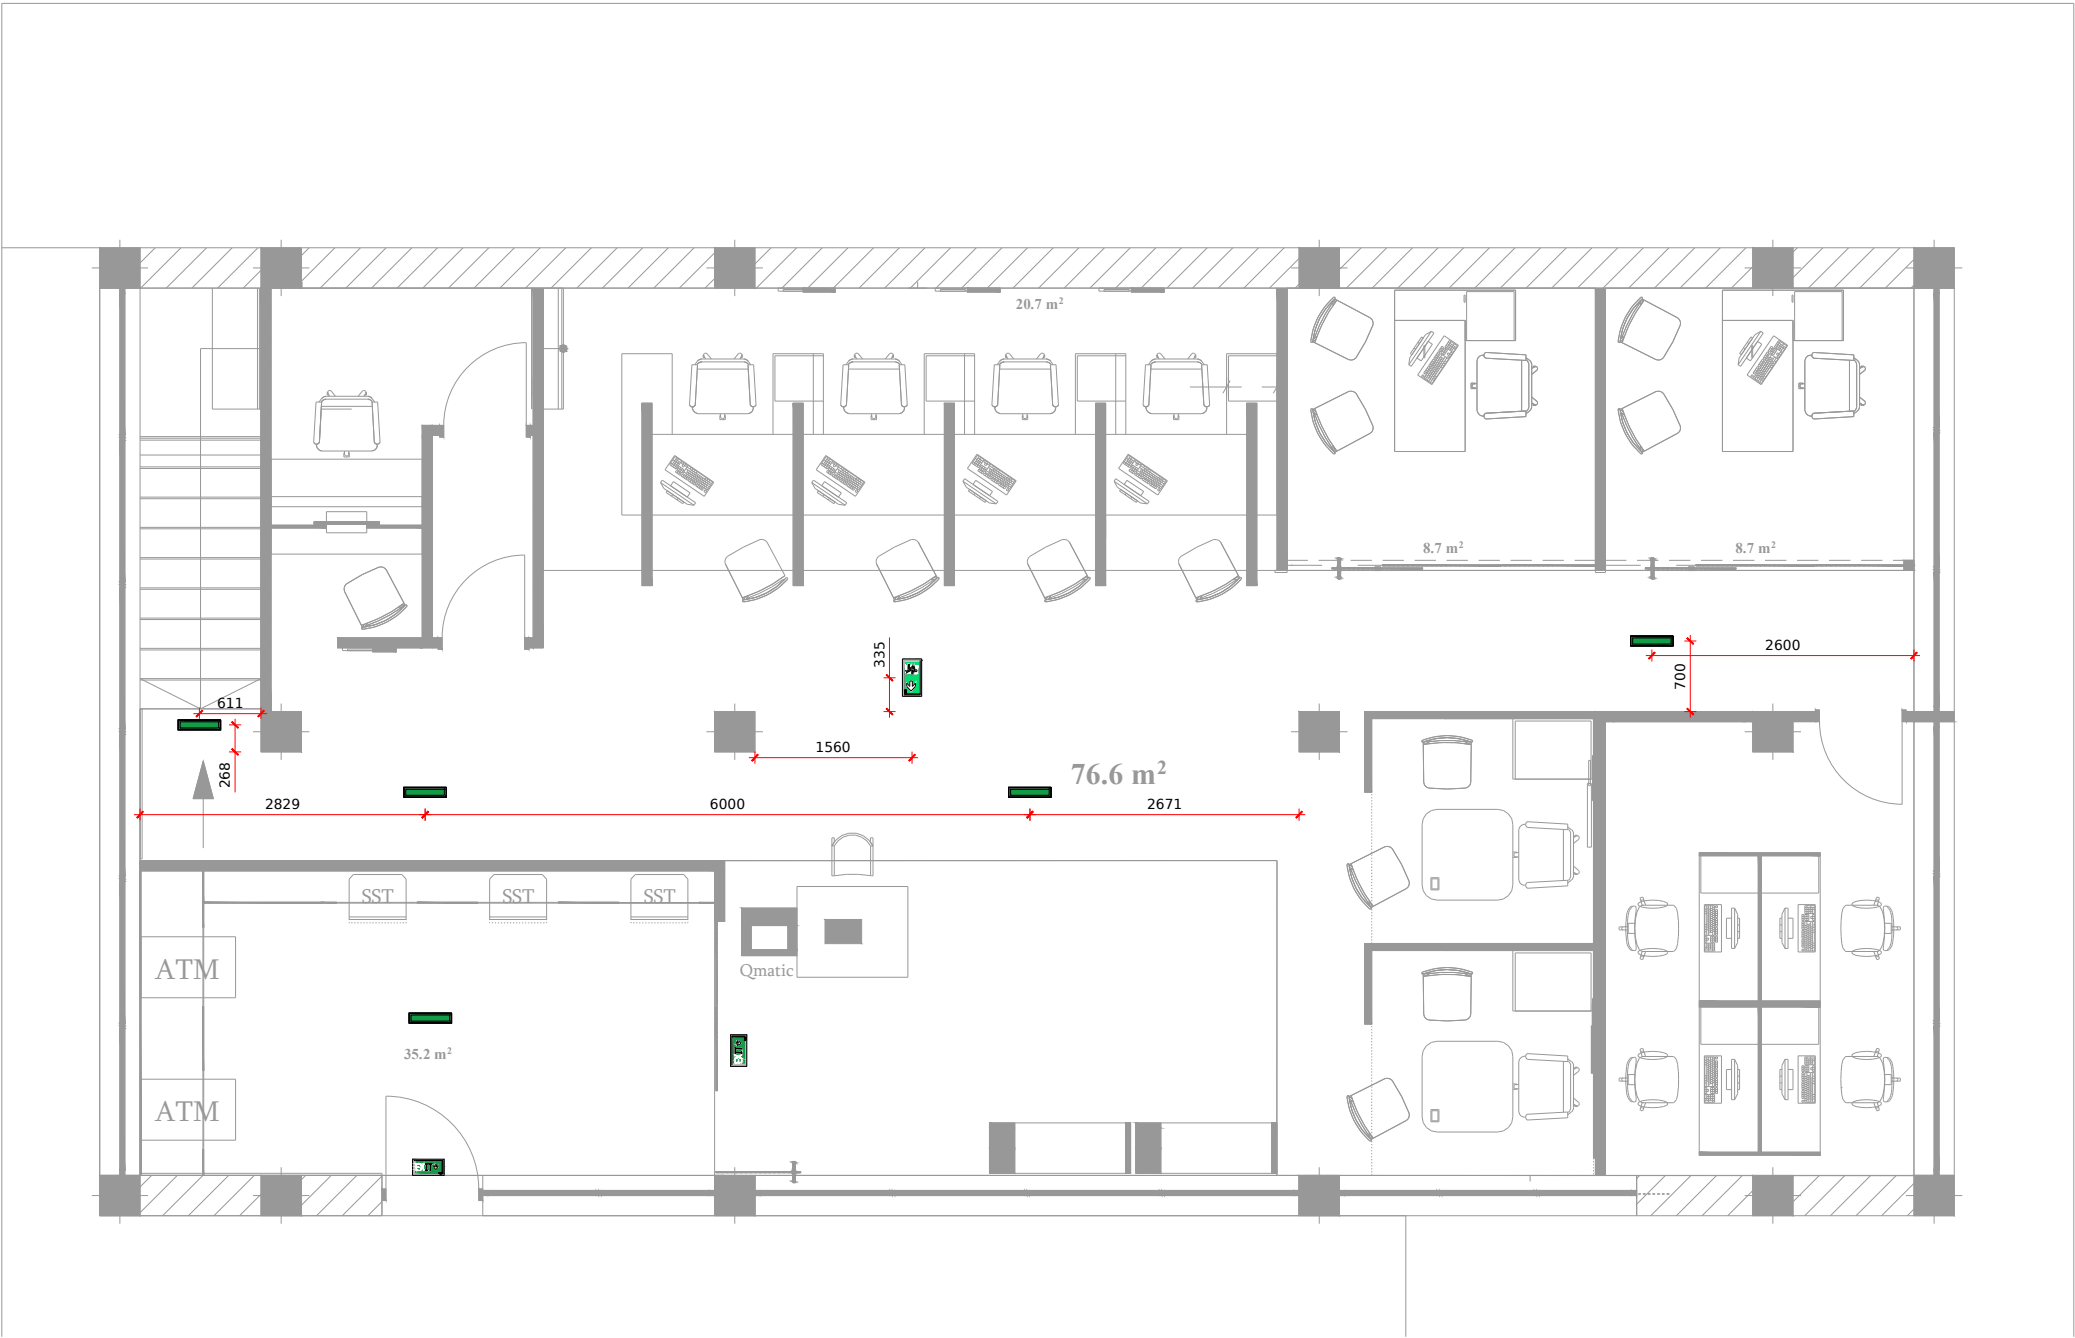 20.7 m²
8.7 m²
8.7 m²
335
2600
700
611
268
1560
76.6 m²
2829
6000
2671
SST
SST
SST
ATM
Qmatic
35.2 m²
ATM